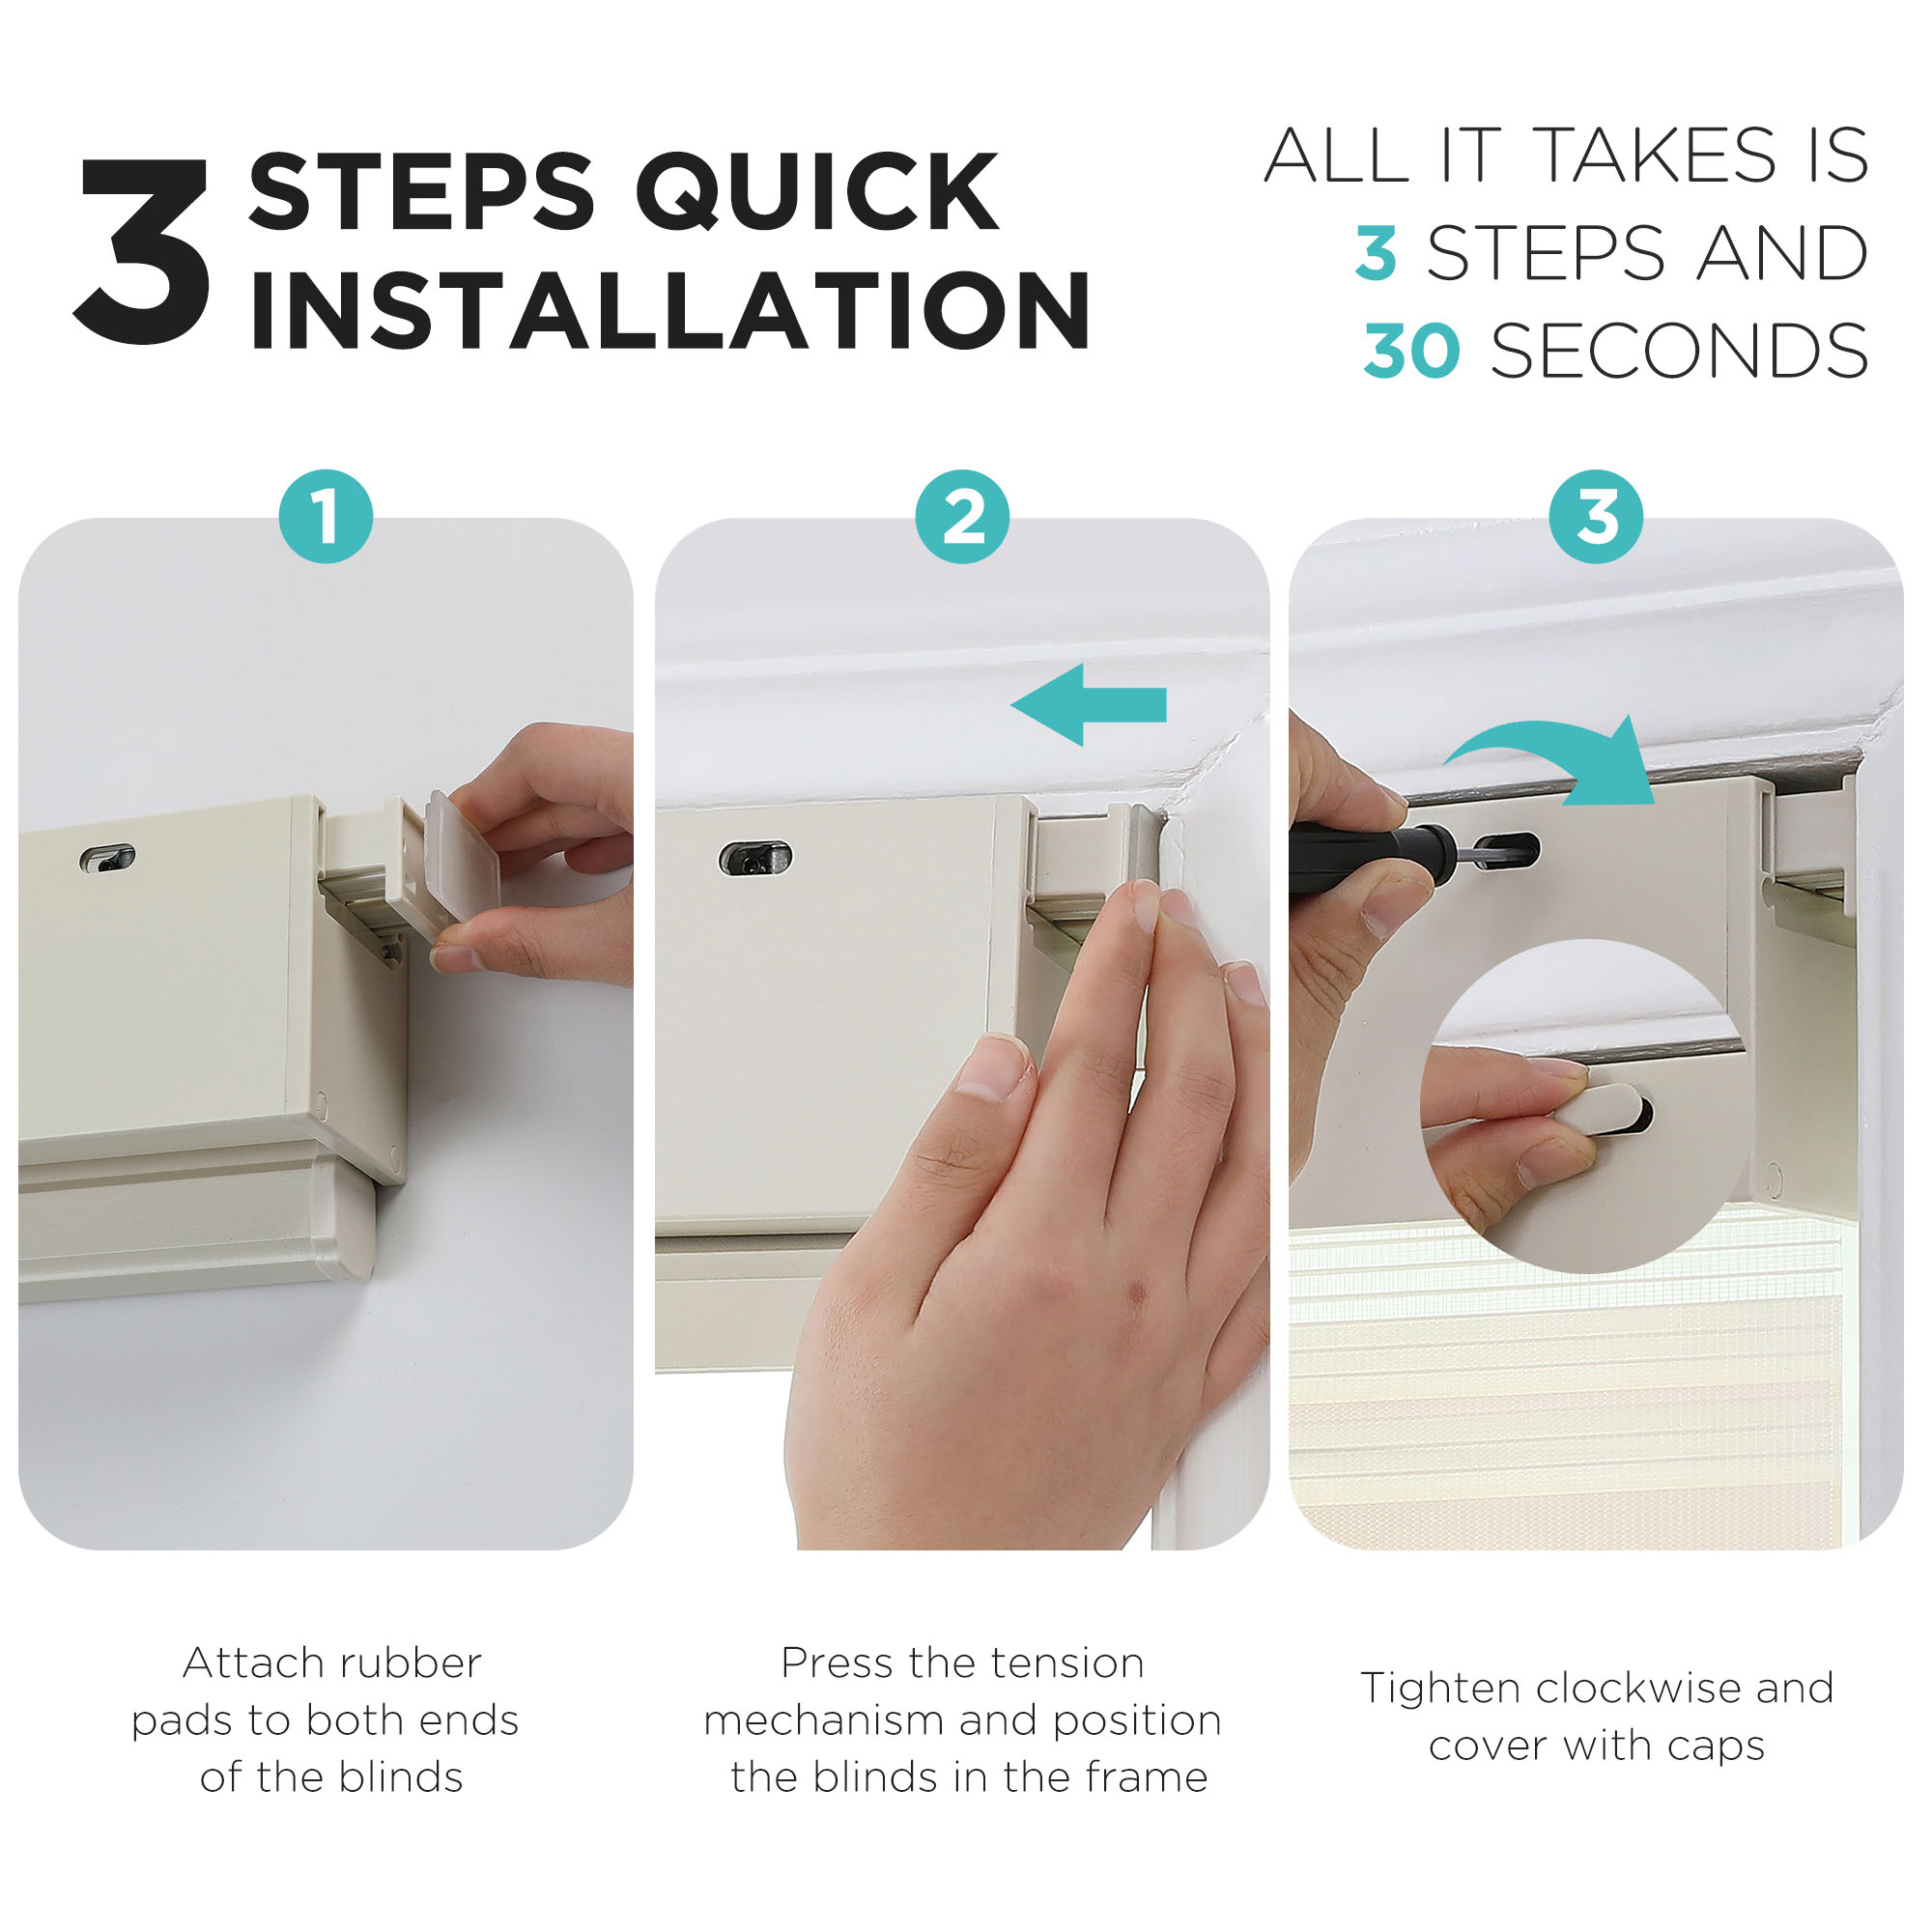 3 STEPS QUICK
INSTALLATION
ALL IT TAKES IS
3 STEPS AND
30 SECONDS
1
2
3
Attach rubber
pads to both ends
of the blinds
Press the tension
mechanism and position
the blinds in the frame
Tighten clockwise and
cover with caps